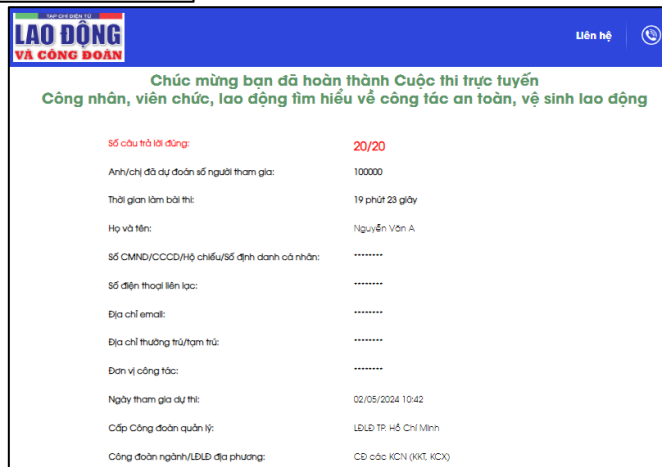 TẠP CHÍ ĐIỆN TỬ
LAO ĐỘNG
VÀ CÔNG ĐOÀN
Liên hệ
Chúc mừng bạn đã hoàn thành Cuộc thi trực tuyến
Công nhân, viên chức, lao động tìm hiểu về công tác an toàn, vệ sinh lao động
Số câu trả lời đúng: 20/20
Anh/chị đã dự đoán số người tham gia: 100000
Thời gian làm bài thi: 19 phút 23 giây
Họ và tên: Nguyễn Văn A
Số CMND/CCCD/Hộ chiếu/Số định danh cá nhân: ********
Số điện thoại liên lạc: ********
Địa chỉ email: ********
Địa chỉ thường trú/tạm trú: ********
Đơn vị công tác: ********
Ngày tham gia dự thi: 02/05/2024 10:42
Cấp Công đoàn quản lý: LĐLĐ TP. Hồ Chí Minh
Công đoàn ngành/LĐLĐ địa phương: CĐ các KCN (KKT, KCX)